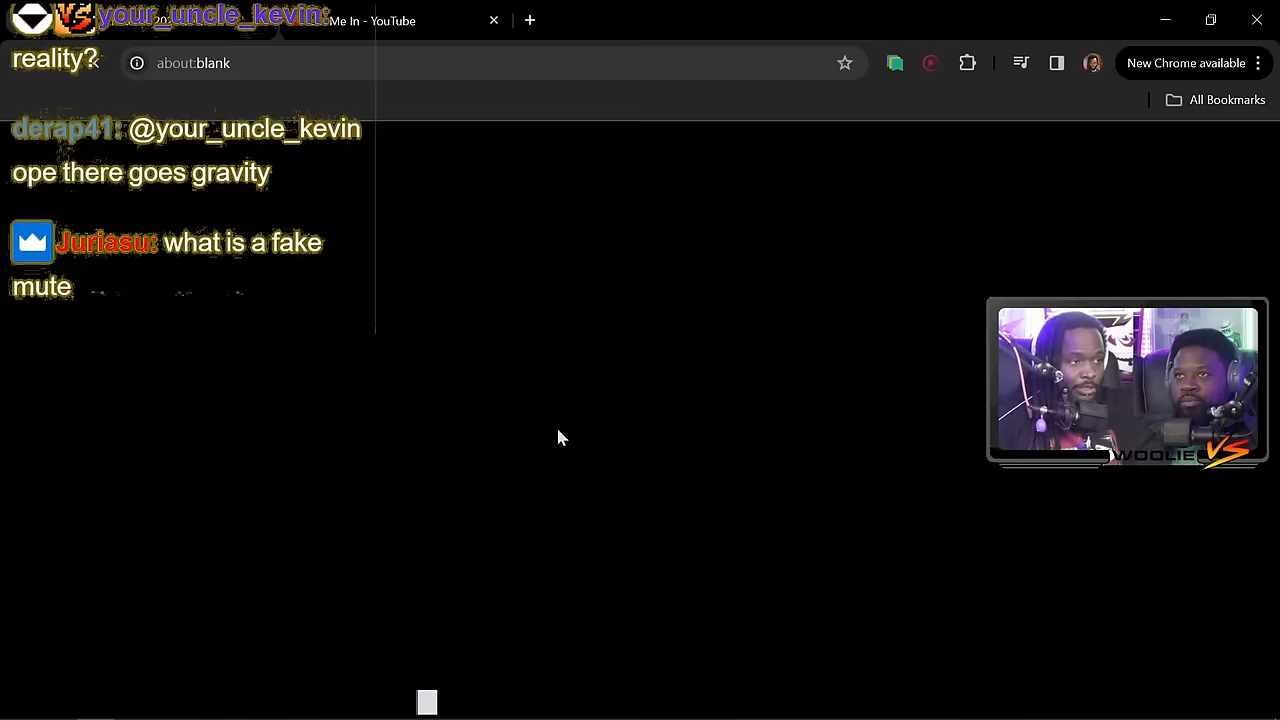 your_uncle_kevin: Me In - YouTube
reality?
about:blank
New Chrome available
All Bookmarks
derap41: @your_uncle_kevin
ope there goes gravity
Juriasu: what is a fake
mute
WOOLIE VS